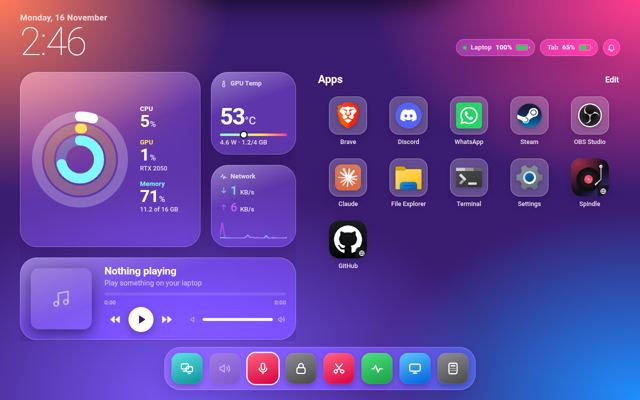 Monday, 16 November
2:46
Laptop 100%
Tab 65%
CPU
5%
GPU
1%
RTX 2050
Memory
71%
11.2 of 16 GB
GPU Temp
53°C
4.6 W · 1.2/4 GB
Network
↓ 1 KB/s
↑ 6 KB/s
Nothing playing
Play something on your laptop
0:00
0:00
Apps
Edit
Brave
Discord
WhatsApp
Steam
OBS Studio
Claude
File Explorer
Terminal
Settings
Spindle
GitHub